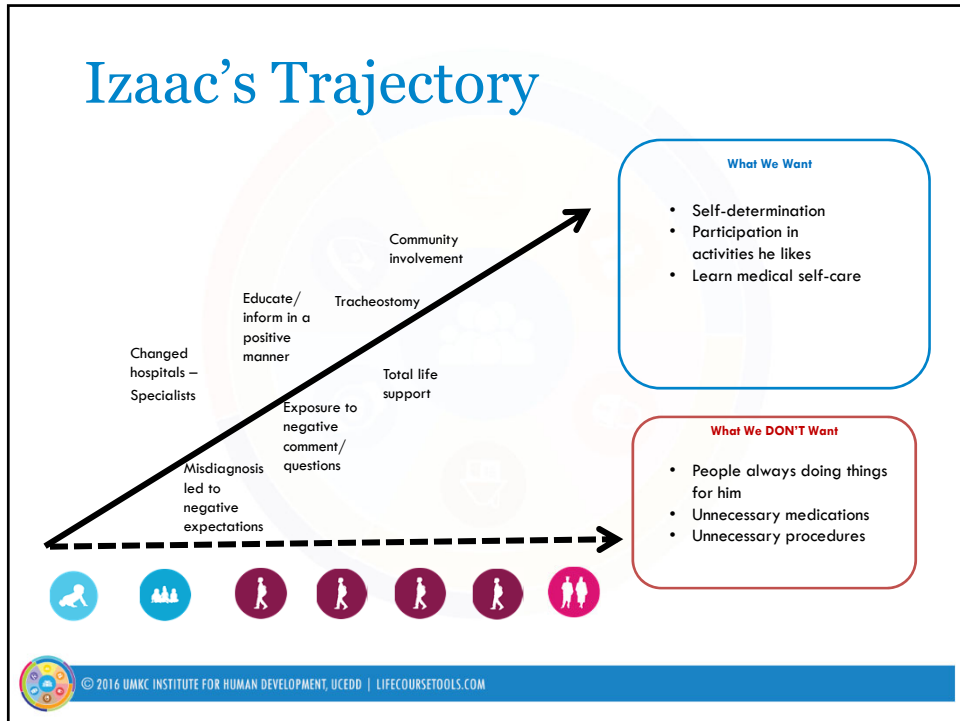 Izaac's Trajectory
What We Want
• Self-determination
• Participation in
activities he likes
• Learn medical self-care
Community
involvement
Educate/
inform in a
positive
manner
Tracheostomy
Changed
hospitals –
Specialists
Total life
support
Exposure to
negative
comment/
questions
Misdiagnosis
led to
negative
expectations
What We DON'T Want
• People always doing things
for him
• Unnecessary medications
• Unnecessary procedures
© 2016 UMKC INSTITUTE FOR HUMAN DEVELOPMENT, UCEDD | LIFECOURSETOOLS.COM